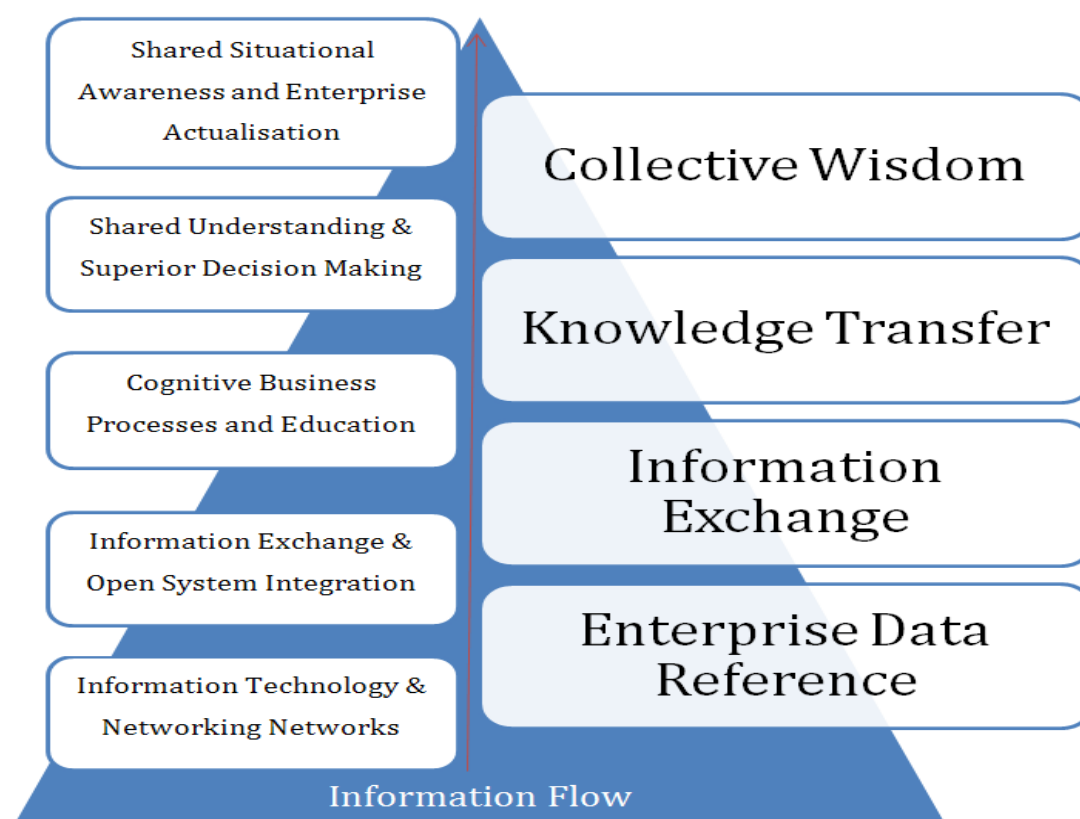 Shared Situational
Awareness and Enterprise
Actualisation
Shared Understanding &
Superior Decision Making
Cognitive Business
Processes and Education
Information Exchange &
Open System Integration
Information Technology &
Networking Networks
Collective Wisdom
Knowledge Transfer
Information
Exchange
Enterprise Data
Reference
Information Flow